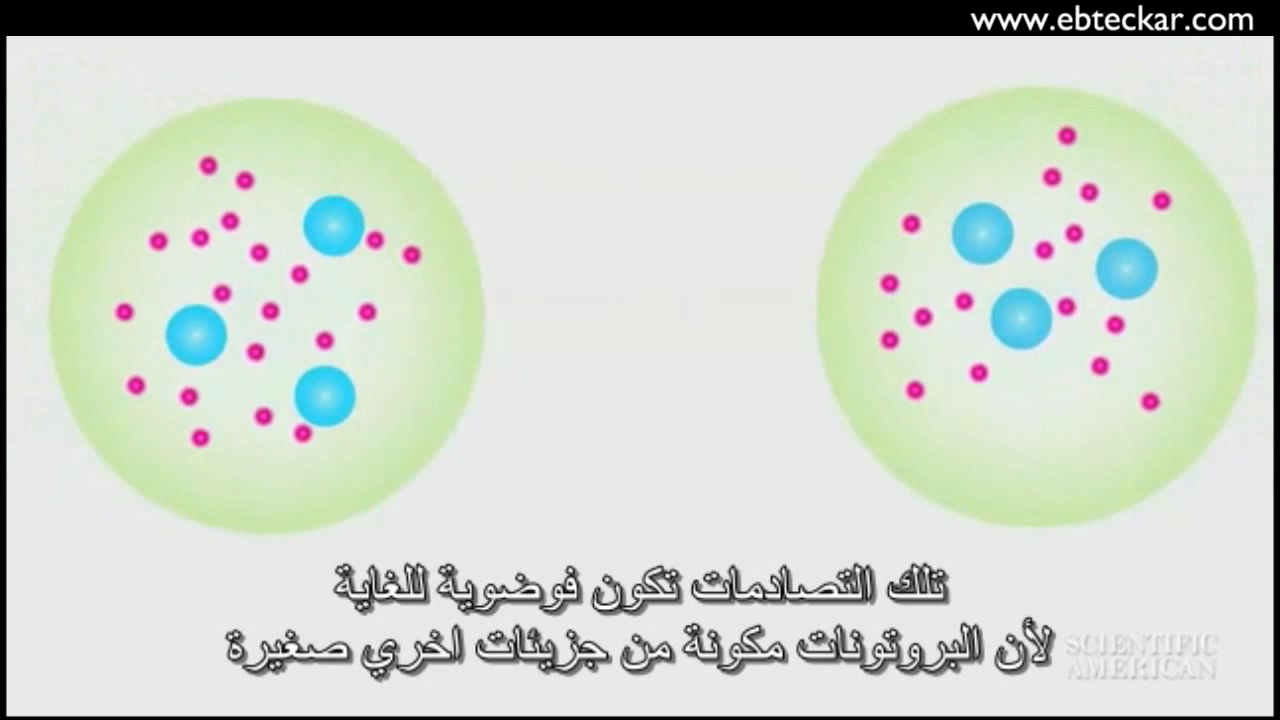 www.ebteckar.com
تلك التصادمات تكون فوضوية للغاية
لأن البروتونات مكونة من جزيئات اخري صغيرة
SCIENTIFIC
AMERICAN